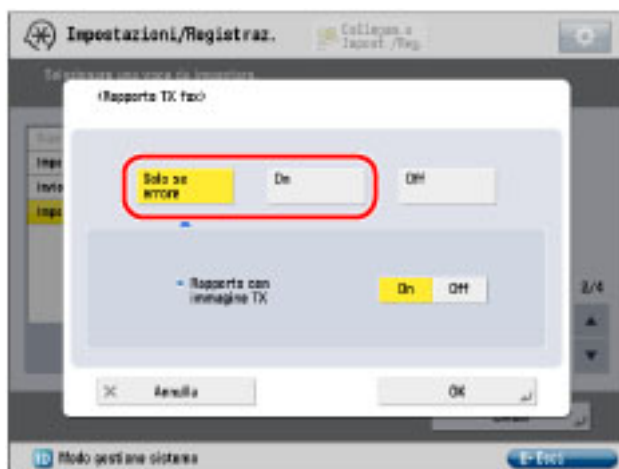 Impostazioni/Registraz.
Collegam.a
Impost./Reg.
<Rapporto TX fax>
Solo se
errore
On
Off
Rapporto con
immagine TX
On
Off
2/4
Annulla
OK
Modo gestione sistema